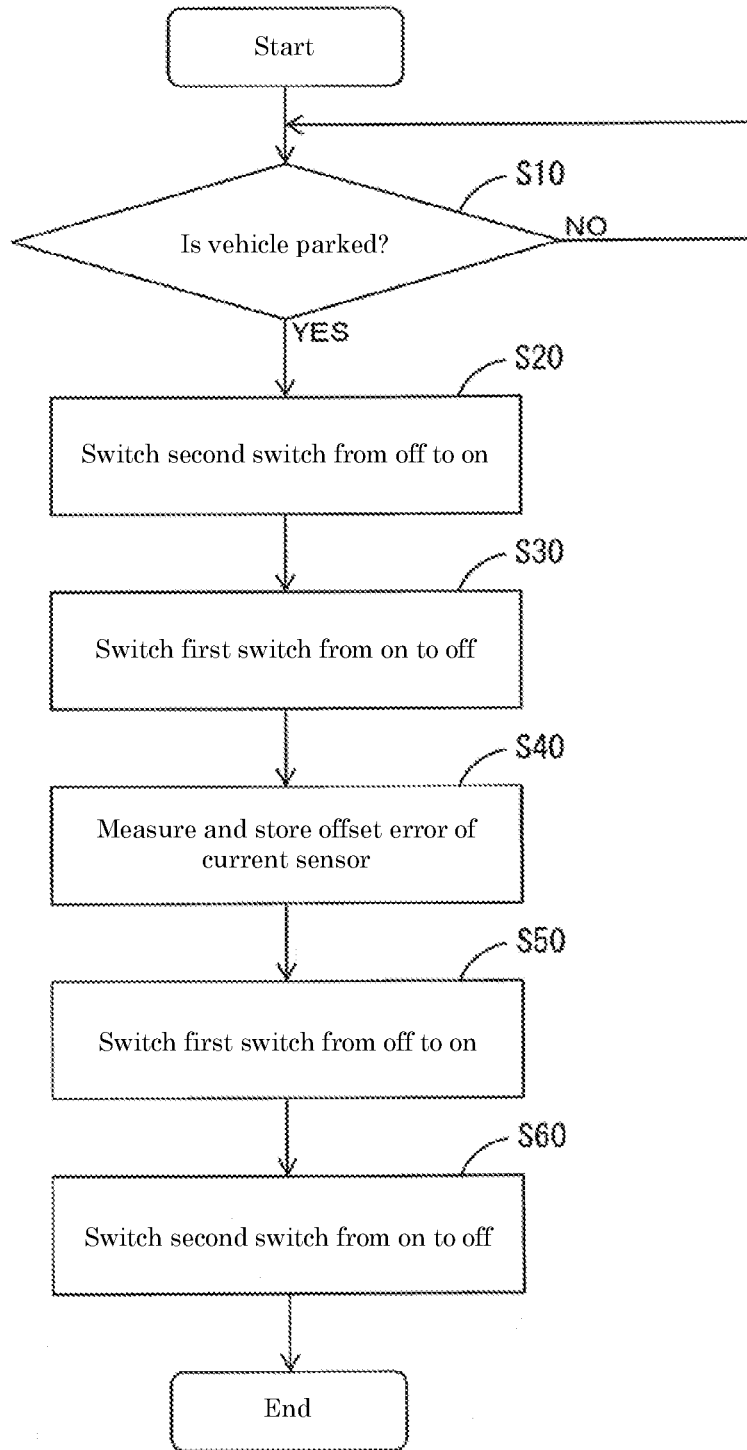 Start
S10
Is vehicle parked?
NO
YES
S20
Switch second switch from off to on
S30
Switch first switch from on to off
S40
Measure and store offset error of
current sensor
S50
Switch first switch from off to on
S60
Switch second switch from on to off
End